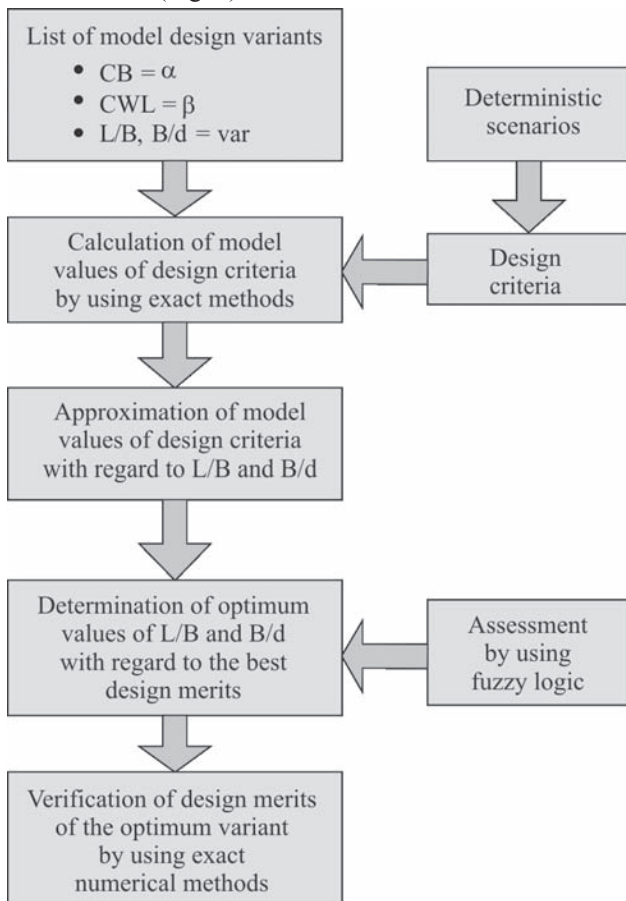 List of model design variants
• CB = α
• CWL = β
• L/B, B/d = var
Deterministic
scenarios
Calculation of model
values of design criteria
by using exact methods
Design
criteria
Approximation of model
values of design criteria
with regard to L/B and B/d
Determination of optimum
values of L/B and B/d
with regard to the best
design merits
Assessment
by using
fuzzy logic
Verification of design merits
of the optimum variant
by using exact
numerical methods